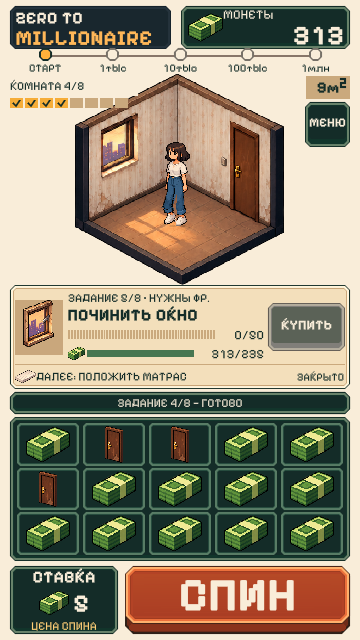 ZERO TO
MILLIONAIRE
МОНЕТЫ
313
СТАРТ 1тыс 10тыс 100тыс 1млн
КОМНАТА 4/8
9м²
МЕНЮ
ЗАДАНИЕ 5/8 · НУЖНЫ ФР.
ПОЧИНИТЬ ОКНО
0/50
КУПИТЬ
313/235
ДАЛЕЕ: ПОЛОЖИТЬ МАТРАС
ЗАКРЫТО
ЗАДАНИЕ 4/8 – ГОТОВО
СТАВКА
5
ЦЕНА СПИНА
СПИН